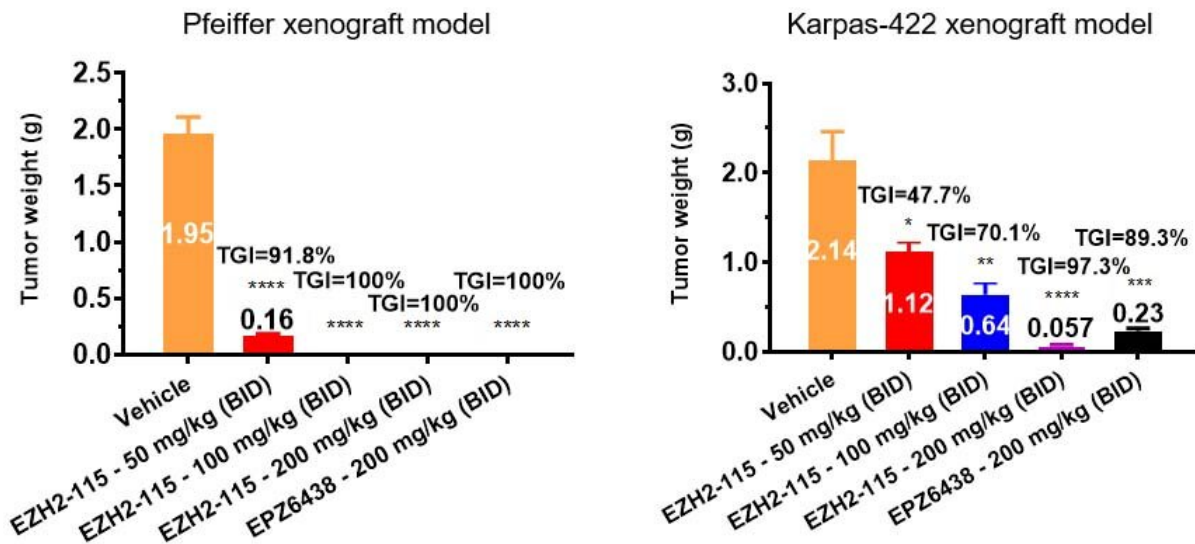 Pfeiffer xenograft model
Tumor weight (g)
2.5
2.0
1.5
1.0
0.5
0.0
1.95
TGI=91.8%
****
0.16
TGI=100%
****
TGI=100%
****
TGI=100%
****
Vehicle
EZH2-115 - 50 mg/kg (BID)
EZH2-115 - 100 mg/kg (BID)
EZH2-115 - 200 mg/kg (BID)
EPZ6438 - 200 mg/kg (BID)
Karpas-422 xenograft model
Tumor weight (g)
3.0
2.0
1.0
0.0
2.14
TGI=47.7%
*
1.12
TGI=70.1%
**
0.64
TGI=97.3%
****
0.057
TGI=89.3%
***
0.23
Vehicle
EZH2-115 - 50 mg/kg (BID)
EZH2-115 - 100 mg/kg (BID)
EZH2-115 - 200 mg/kg (BID)
EPZ6438 - 200 mg/kg (BID)